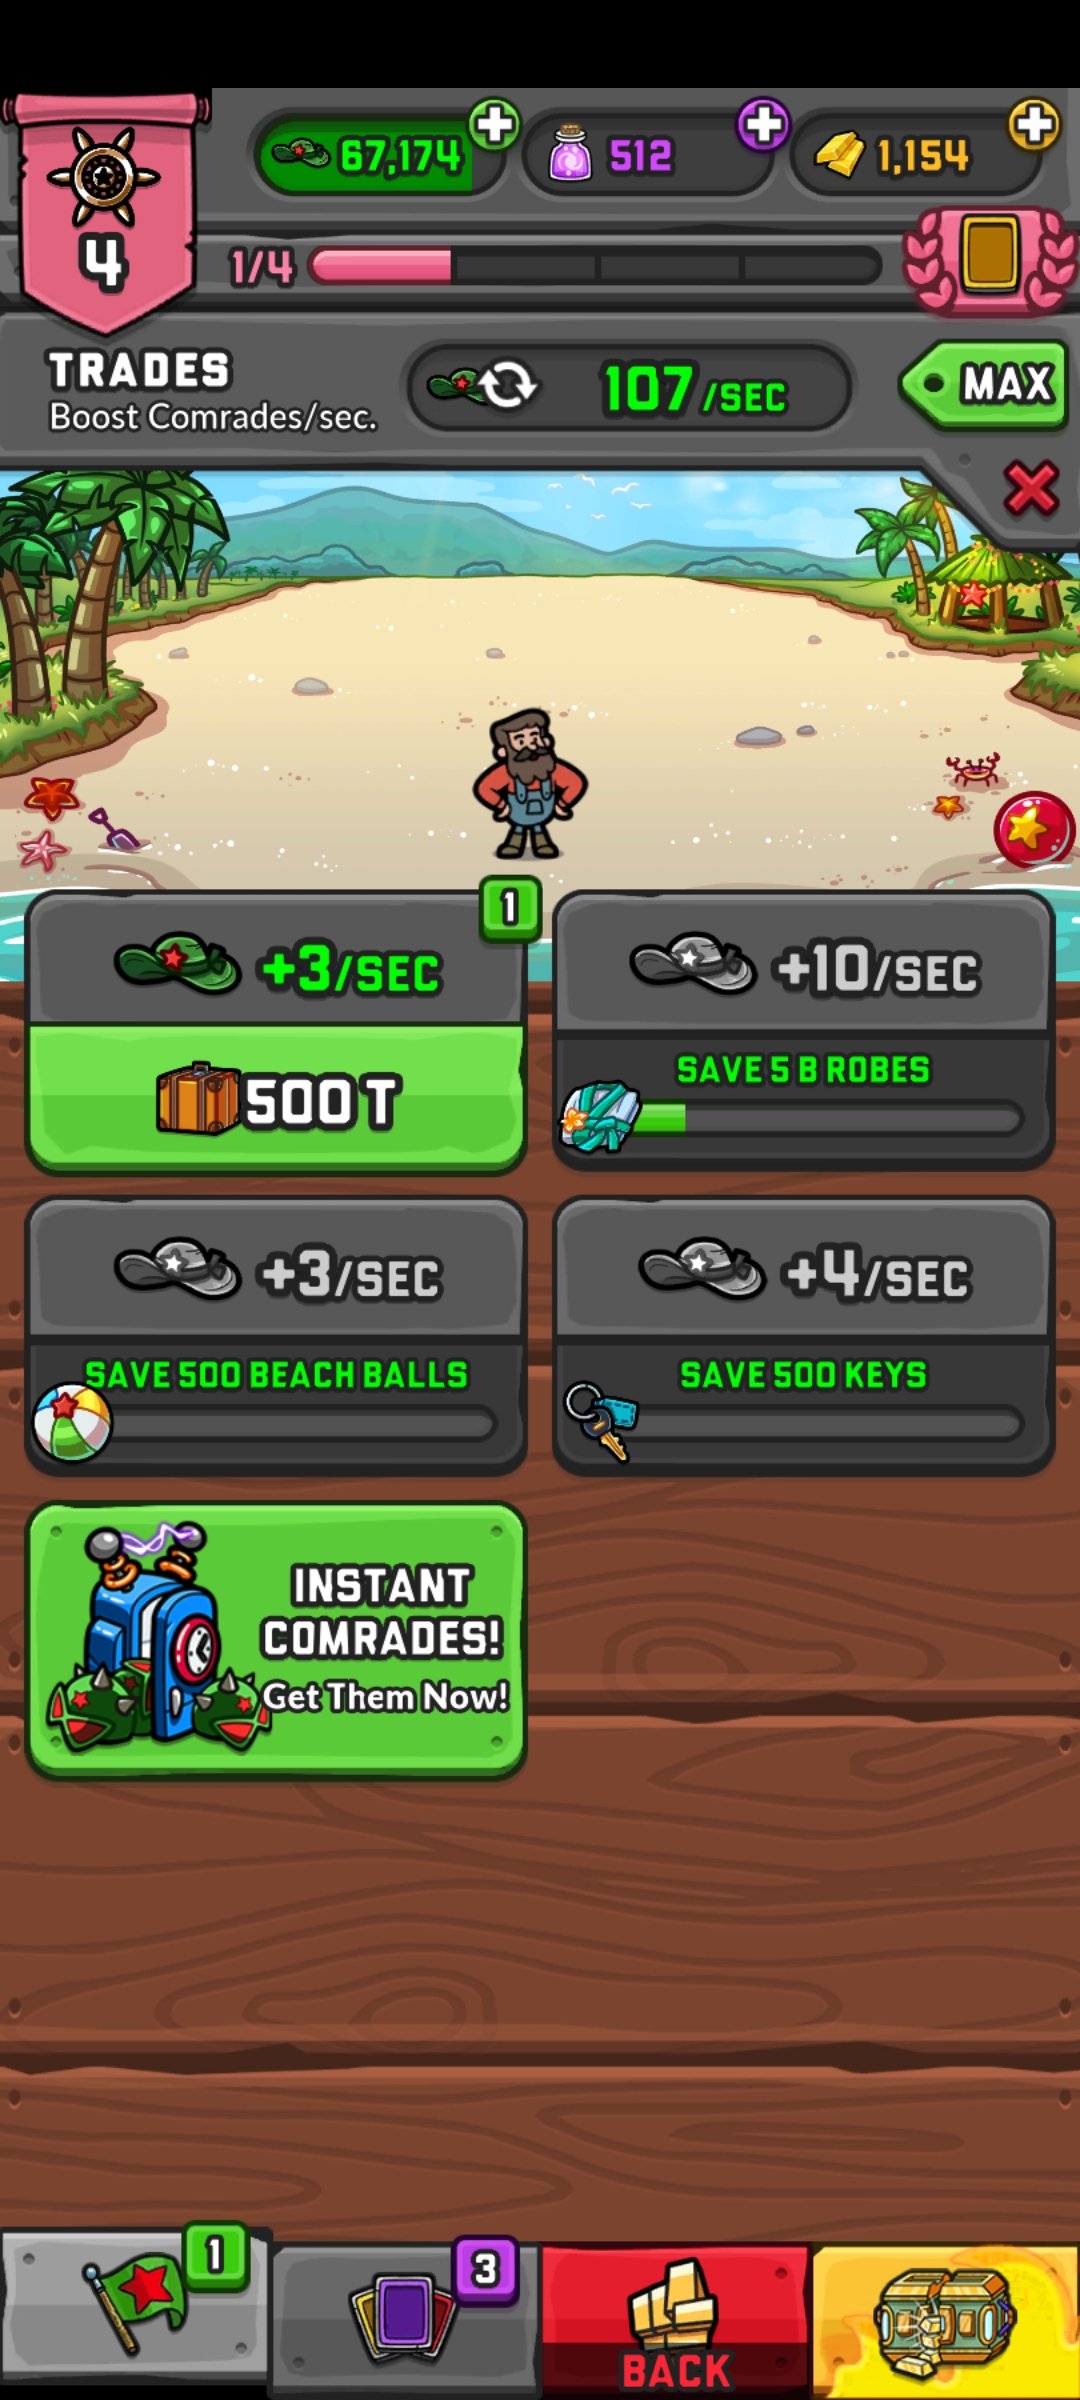 67,174
512
1,154
4
1/4
TRADES
Boost Comrades/sec.
107/SEC
MAX
1
+3/SEC
+10/SEC
500 T
SAVE 5 B ROBES
+3/SEC
+4/SEC
SAVE 500 BEACH BALLS
SAVE 500 KEYS
INSTANT
COMRADES!
Get Them Now!
1
3
BACK